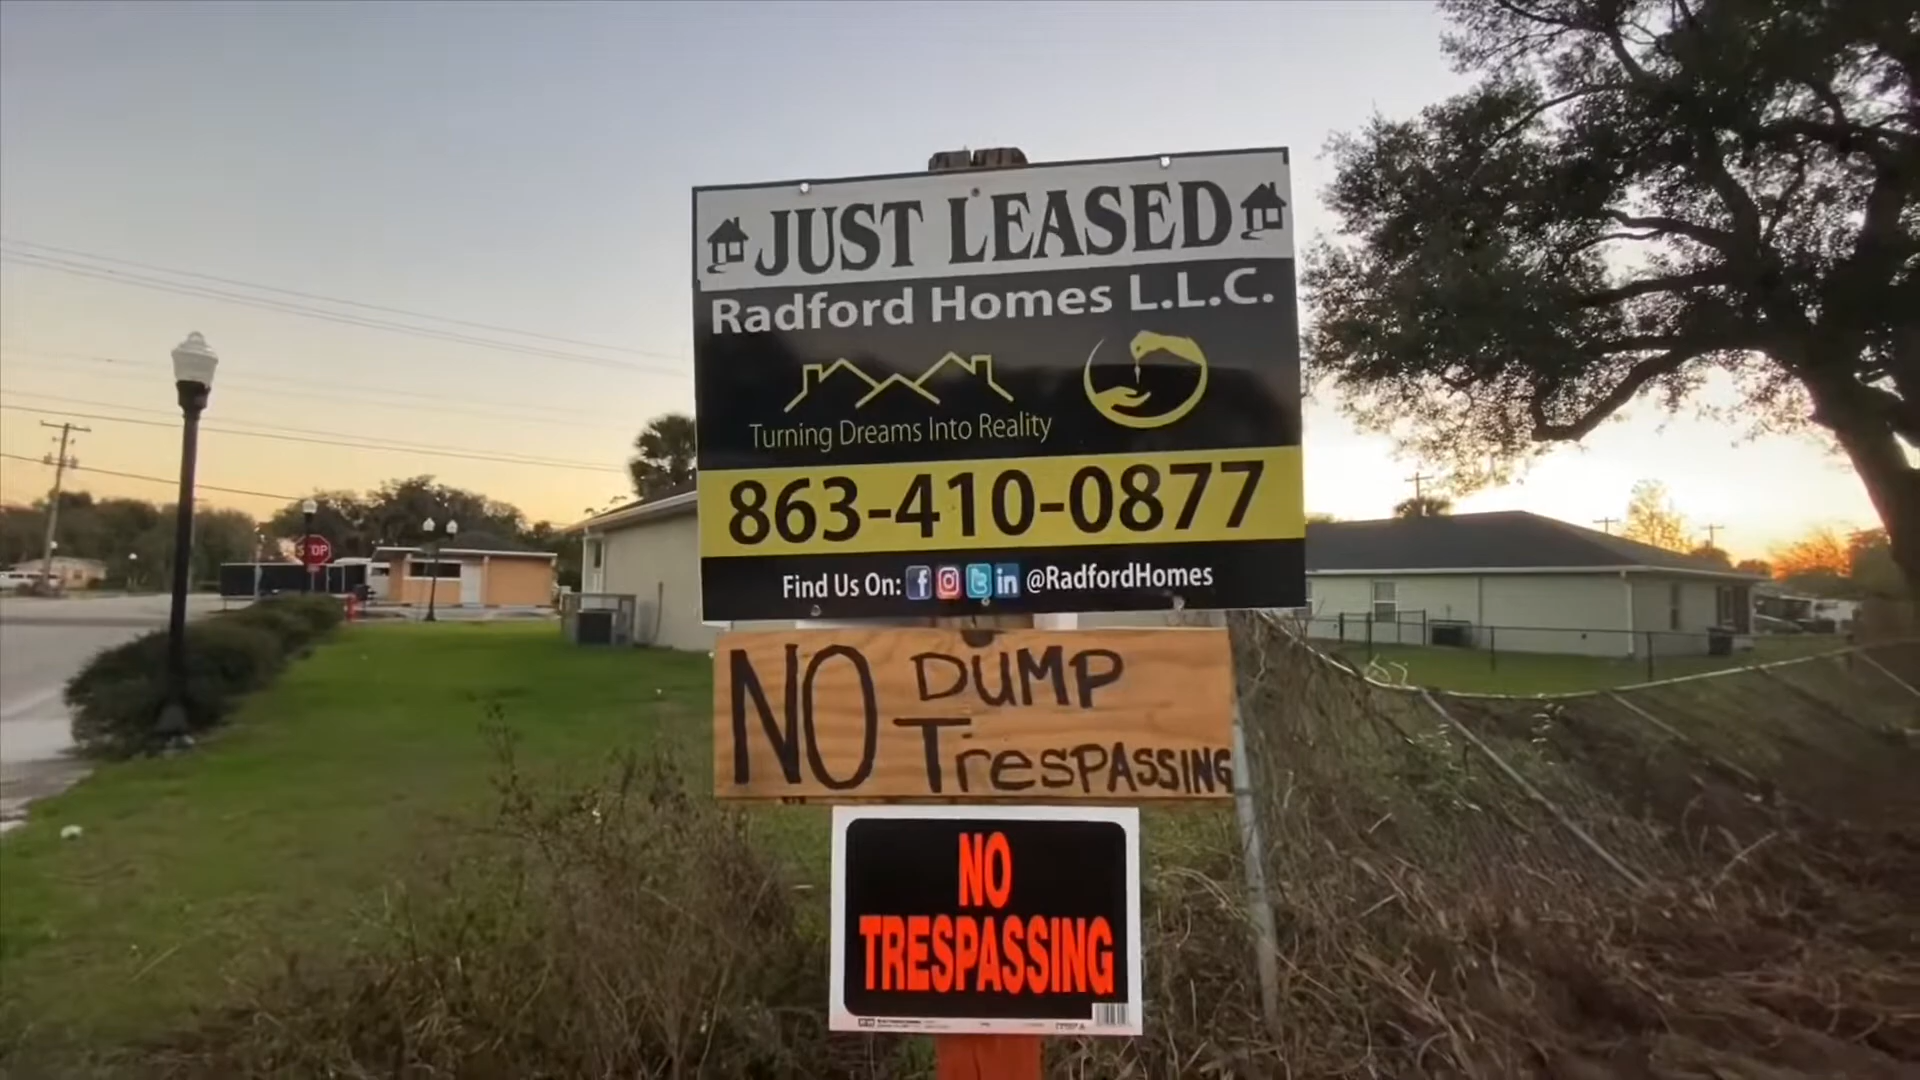 JUST LEASED
Radford Homes L.L.C.
Turning Dreams Into Reality
863-410-0877
Find Us On: @RadfordHomes
NO DUMP
TresPASSING
NO
TRESPASSING
STOP